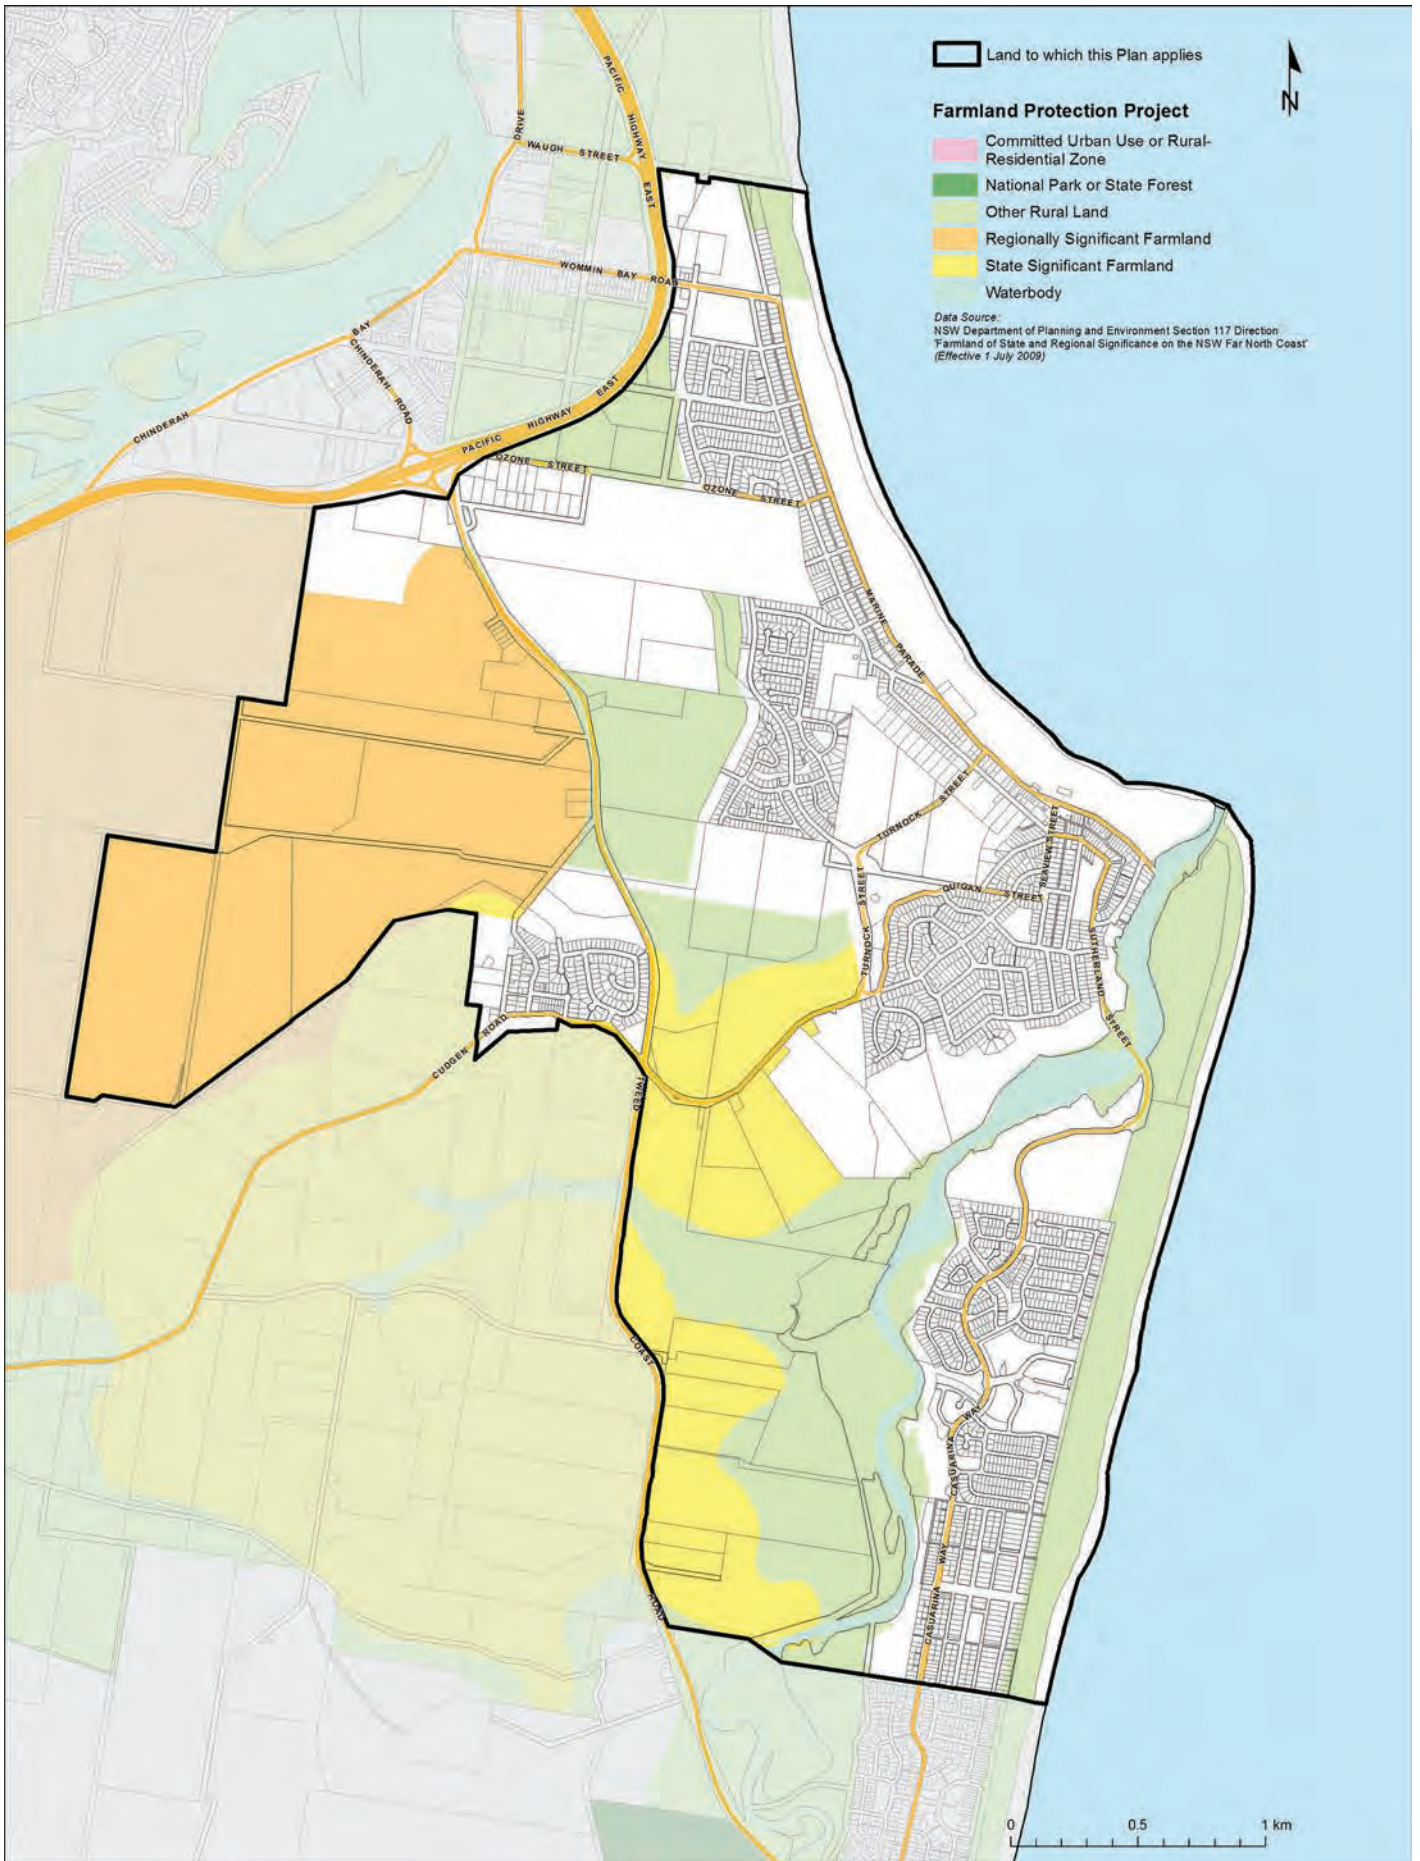 Land to which this Plan applies
N
Farmland Protection Project
Committed Urban Use or Rural-
Residential Zone
National Park or State Forest
Other Rural Land
Regionally Significant Farmland
State Significant Farmland
Waterbody
Data Source:
NSW Department of Planning and Environment Section 117 Direction
'Farmland of State and Regional Significance on the NSW Far North Coast'
(Effective 1 July 2009)
PACIFIC HIGHWAY EAST
DRIVE
WAUGH STREET
WOMMIN BAY ROAD
CHINDERAH BAY
CHINDERAH ROAD
PACIFIC HIGHWAY EAST
OZONE STREET
OZONE STREET
MARINE PARADE
TURNOCK STREET
SEAVIEW STREET
QUIGAN STREET
TURNOCK STREET
SUTHERLAND STREET
CUDGEN ROAD
TWEED
COAST
ROAD
CASUARINA WAY
CASUARINA WAY
0 0.5 1 km